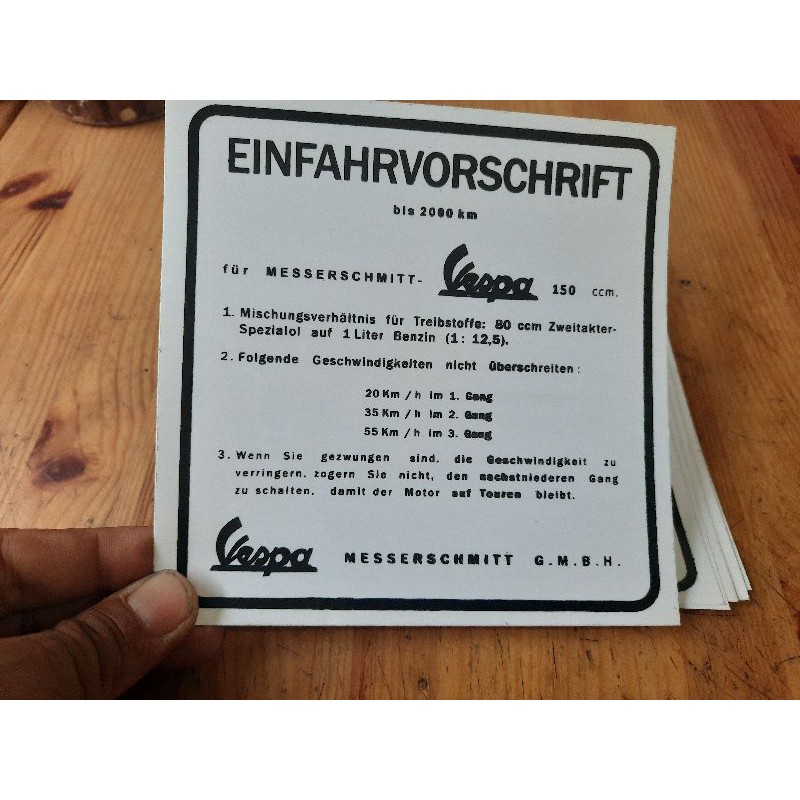 EINFAHRVORSCHRIFT
bis 2000 km
für MESSERSCHMITT- Vespa 150 ccm.
1. Mischungsverhältnis für Treibstoffe: 80 ccm Zweitakter-
Spezialol auf 1 Liter Benzin (1: 12,5).
2. Folgende Geschwindigkeiten nicht überschreiten:
20 Km / h im 1. Gang
35 Km / h im 2. Gang
55 Km / h im 3. Gang
3. Wenn Sie gezwungen sind, die Geschwindigkeit zu
verringern, zogern Sie nicht, den nachstniederen Gang
zu schalten, damit der Motor auf Touren bleibt.
Vespa MESSERSCHMITT G.M.B.H.